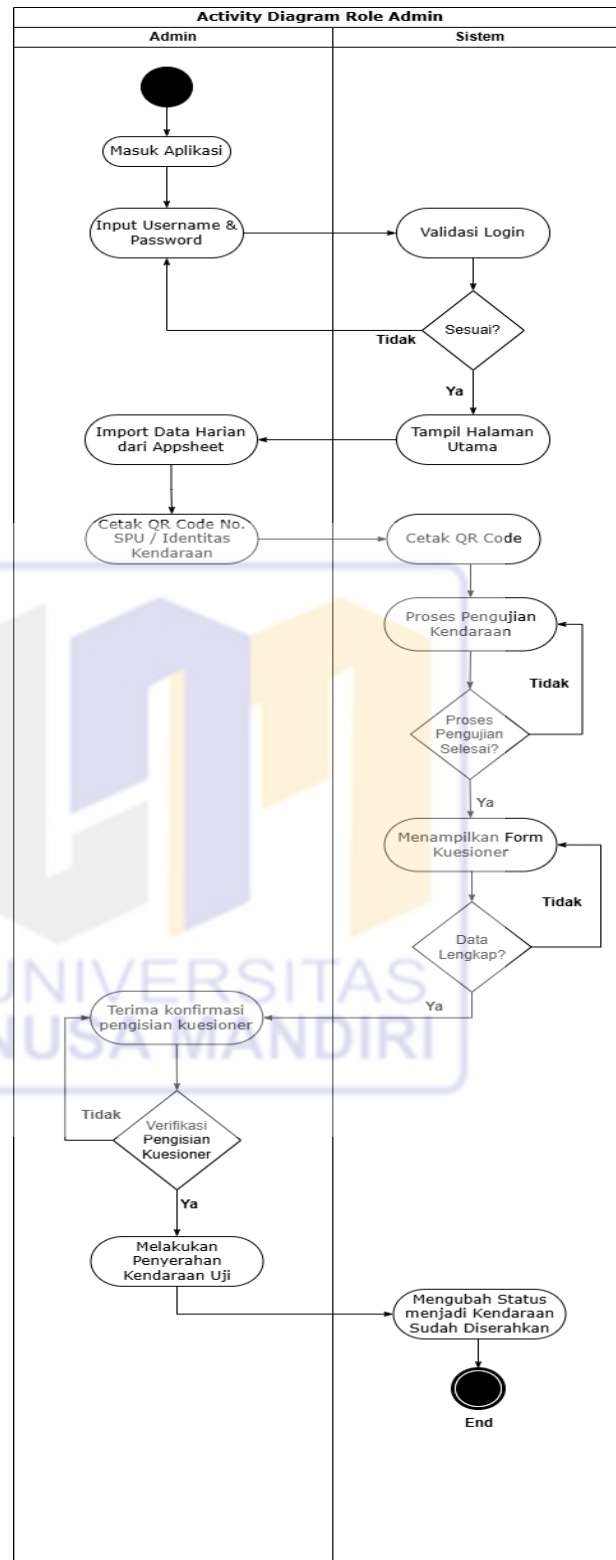 Activity Diagram Role Admin
Admin
Sistem
Masuk Aplikasi
Input Username &
Password
Validasi Login
Sesuai?
Tidak
Ya
Import Data Harian
dari Appsheet
Tampil Halaman
Utama
Cetak QR Code No.
SPU / Identitas
Kendaraan
Cetak QR Code
Proses Pengujian
Kendaraan
Tidak
Proses
Pengujian
Selesai?
Ya
Menampilkan Form
Kuesioner
Tidak
Data
Lengkap?
Ya
UNIVERSITAS
NUSA MANDIRI
Terima konfirmasi
pengisian kuesioner
Tidak
Verifikasi
Pengisian
Kuesioner
Ya
Melakukan
Penyerahan
Kendaraan Uji
Mengubah Status
menjadi Kendaraan
Sudah Diserahkan
End